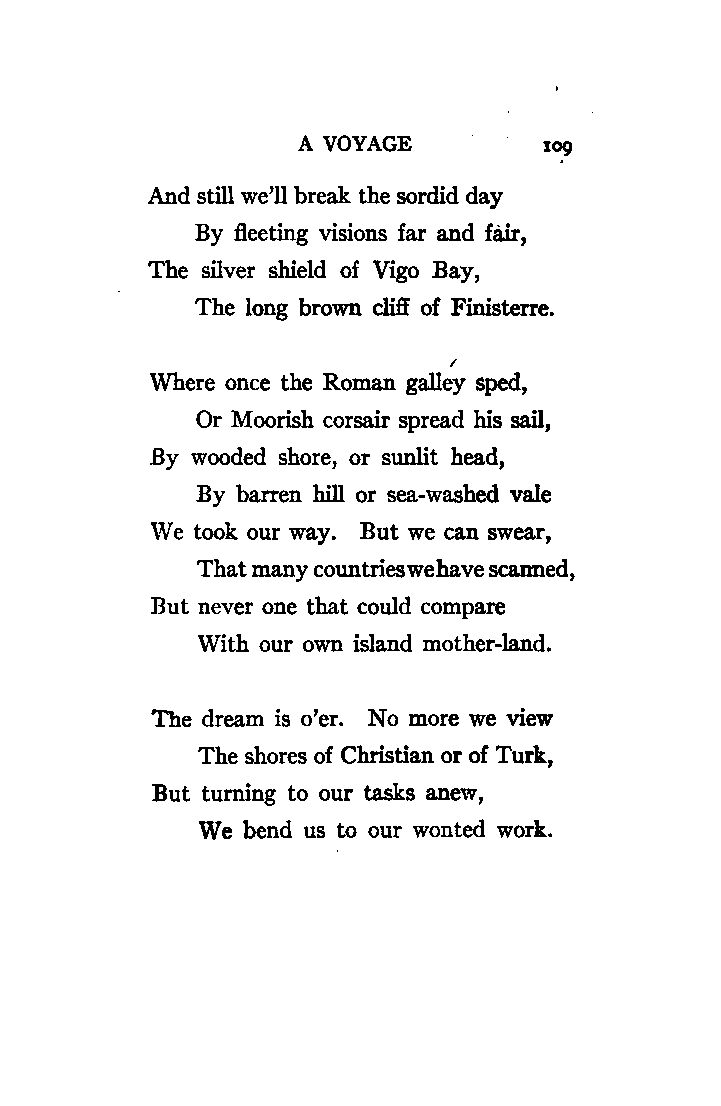 A VOYAGE 109
And still we'll break the sordid day
By fleeting visions far and fair,
The silver shield of Vigo Bay,
The long brown cliff of Finisterre.
Where once the Roman galley sped,
Or Moorish corsair spread his sail,
By wooded shore, or sunlit head,
By barren hill or sea-washed vale
We took our way. But we can swear,
That many countries we have scanned,
But never one that could compare
With our own island mother-land.
The dream is o'er. No more we view
The shores of Christian or of Turk,
But turning to our tasks anew,
We bend us to our wonted work.